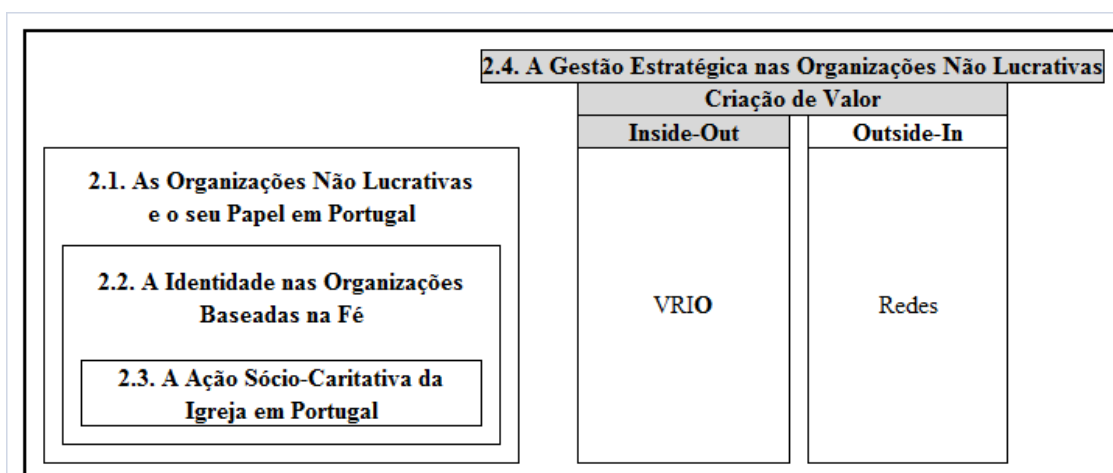 2.4. A Gestão Estratégica nas Organizações Não Lucrativas
Criação de Valor
Inside-Out
Outside-In
2.1. As Organizações Não Lucrativas
e o seu Papel em Portugal
2.2. A Identidade nas Organizações
Baseadas na Fé
VRIO
Redes
2.3. A Ação Sócio-Caritativa da
Igreja em Portugal